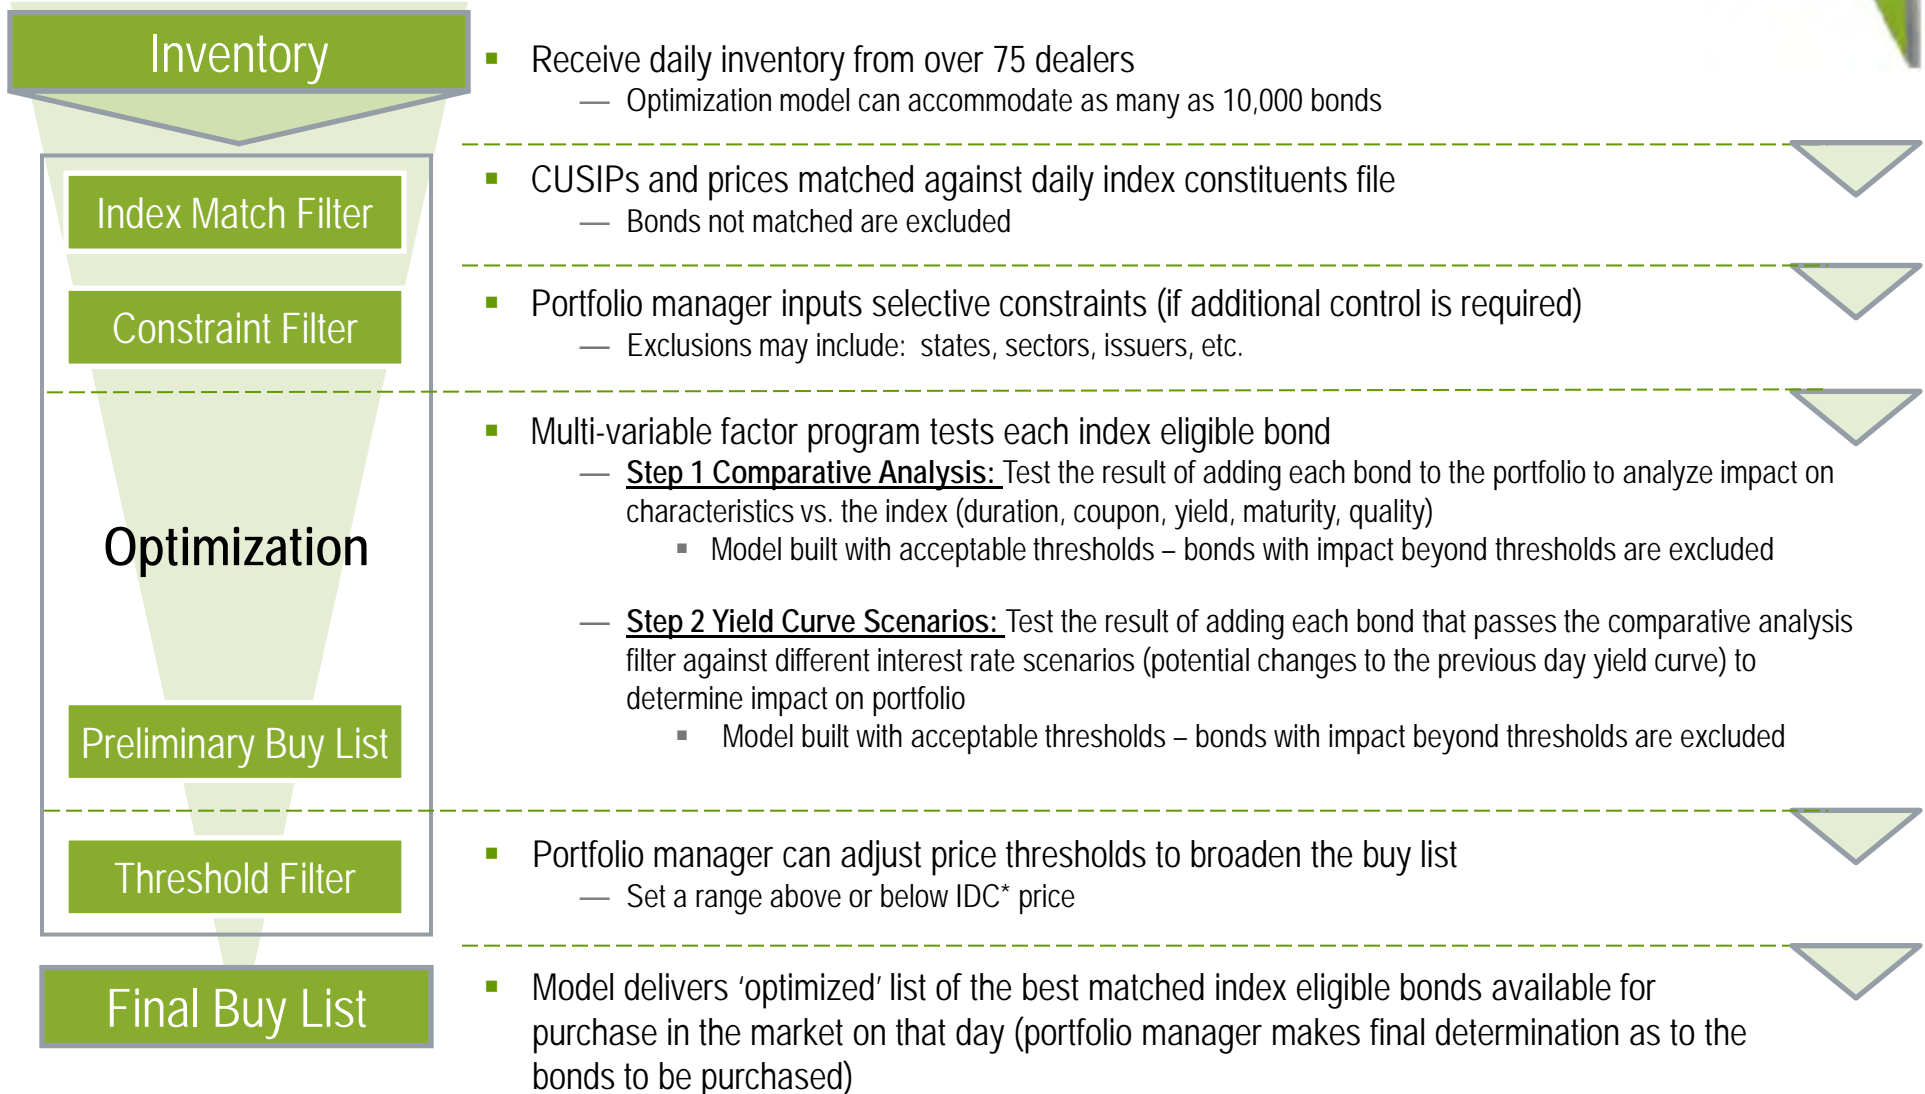 Inventory
▪ Receive daily inventory from over 75 dealers
— Optimization model can accommodate as many as 10,000 bonds
Index Match Filter
▪ CUSIPs and prices matched against daily index constituents file
— Bonds not matched are excluded
Constraint Filter
▪ Portfolio manager inputs selective constraints (if additional control is required)
— Exclusions may include: states, sectors, issuers, etc.
Optimization
▪ Multi-variable factor program tests each index eligible bond
— Step 1 Comparative Analysis: Test the result of adding each bond to the portfolio to analyze impact on
characteristics vs. the index (duration, coupon, yield, maturity, quality)
▪ Model built with acceptable thresholds – bonds with impact beyond thresholds are excluded
— Step 2 Yield Curve Scenarios: Test the result of adding each bond that passes the comparative analysis
filter against different interest rate scenarios (potential changes to the previous day yield curve) to
determine impact on portfolio
▪ Model built with acceptable thresholds – bonds with impact beyond thresholds are excluded
Preliminary Buy List
Threshold Filter
▪ Portfolio manager can adjust price thresholds to broaden the buy list
— Set a range above or below IDC* price
Final Buy List
▪ Model delivers ‘optimized’ list of the best matched index eligible bonds available for
purchase in the market on that day (portfolio manager makes final determination as to the
bonds to be purchased)